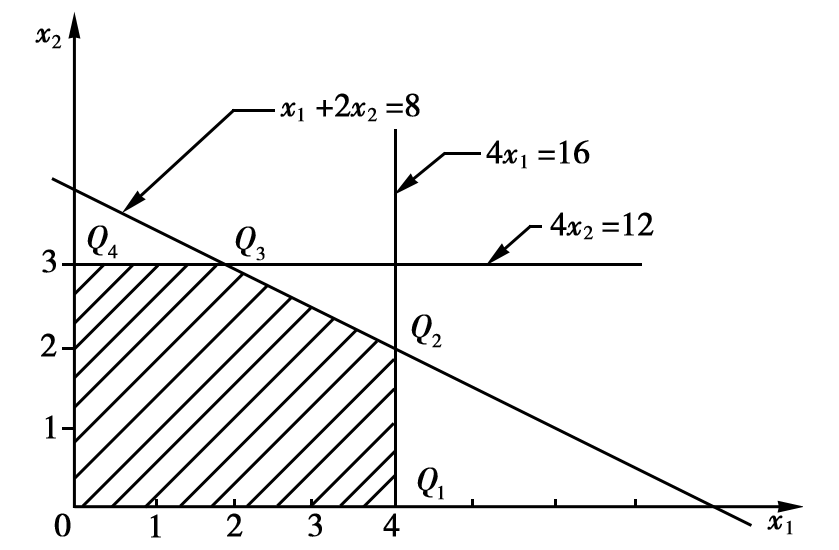 x₂
x₁ +2x₂ =8
4x₁ =16
4x₂ =12
Q₄
Q₃
3
Q₂
2
1
Q₁
0 1 2 3 4 x₁